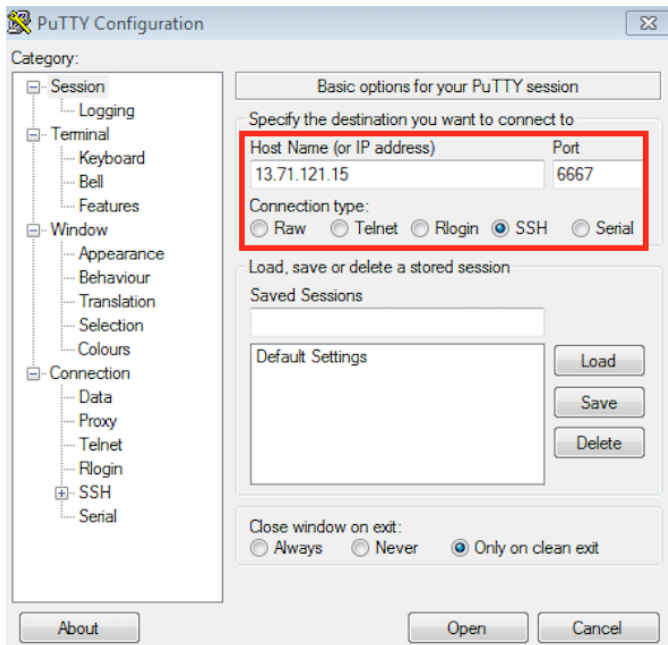 PuTTY Configuration
Category:
Session
Logging
Terminal
Keyboard
Bell
Features
Window
Appearance
Behaviour
Translation
Selection
Colours
Connection
Data
Proxy
Telnet
Rlogin
SSH
Serial
Basic options for your PuTTY session
Specify the destination you want to connect to
Host Name (or IP address) Port
13.71.121.15 6667
Connection type:
Raw Telnet Rlogin SSH Serial
Load, save or delete a stored session
Saved Sessions
Default Settings
Load
Save
Delete
Close window on exit:
Always Never Only on clean exit
About Open Cancel